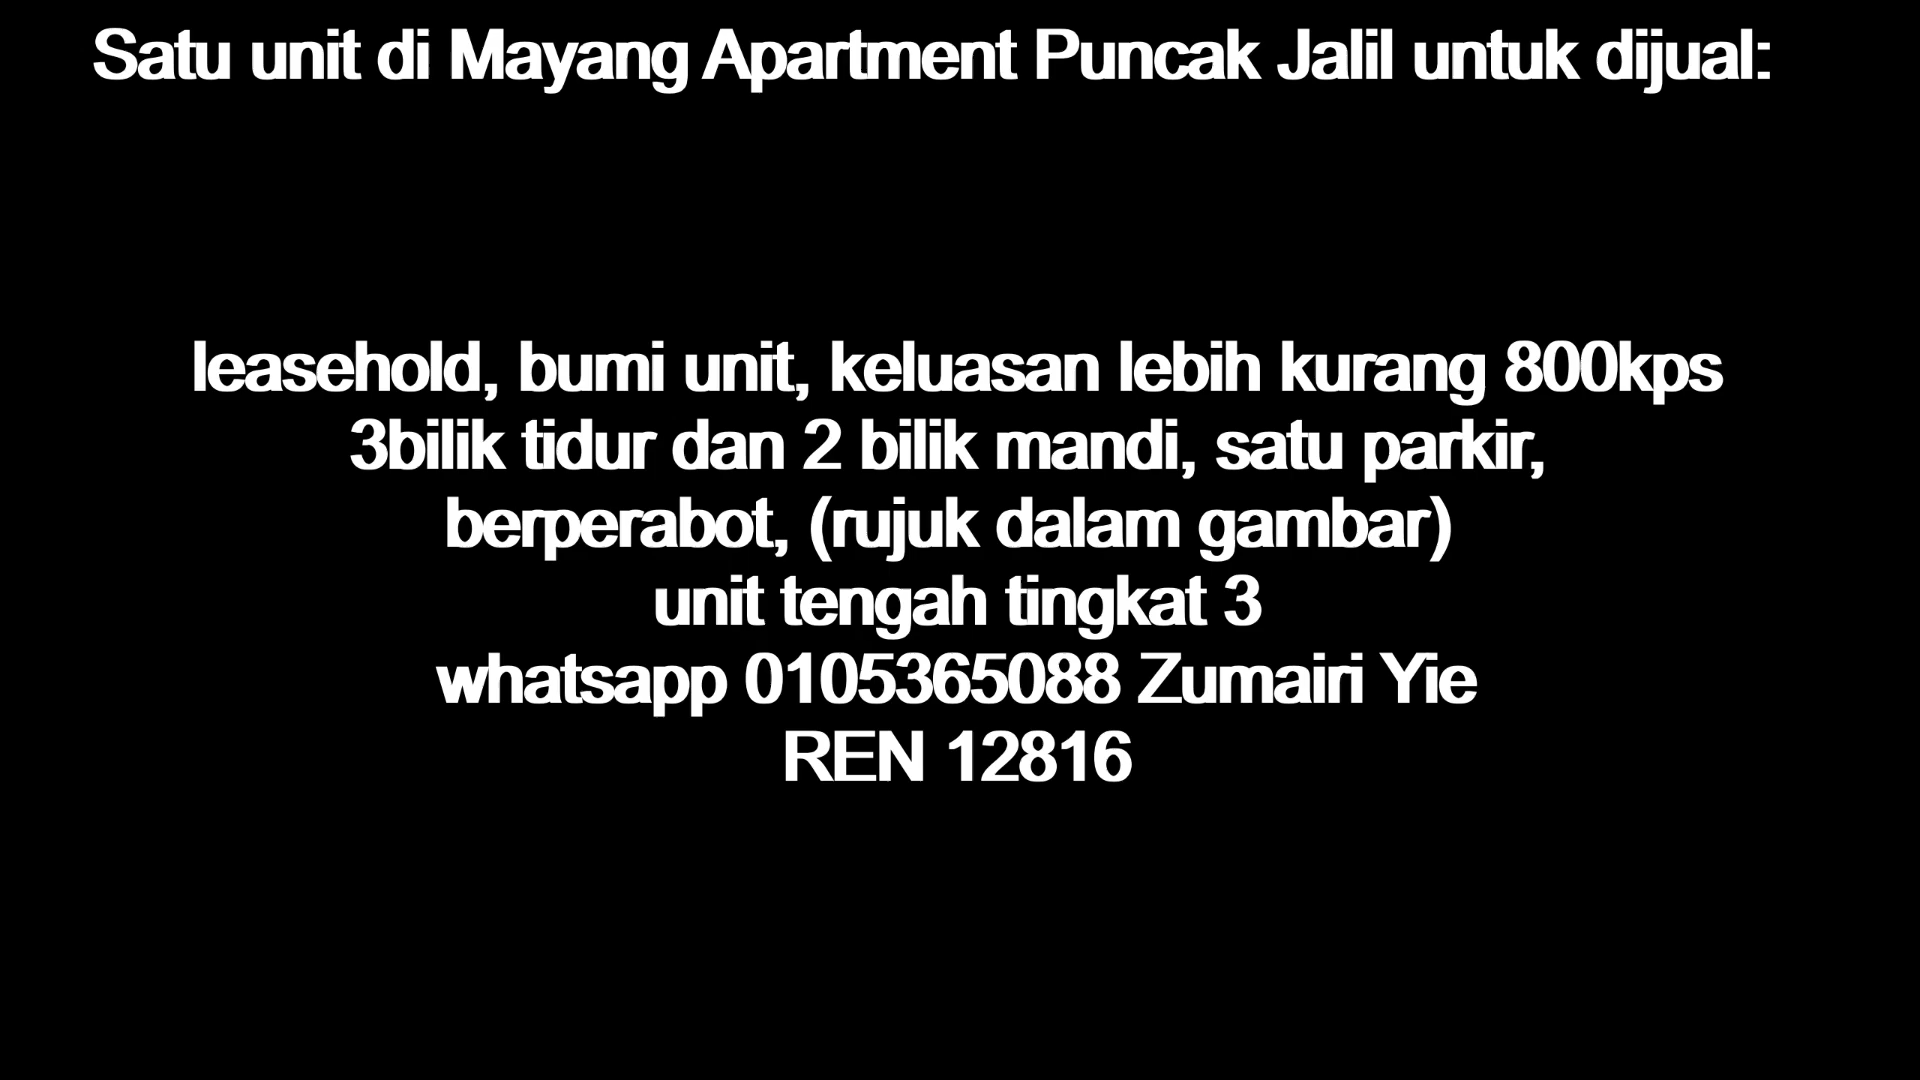 Satu unit di Mayang Apartment Puncak Jalil untuk dijual:
leasehold, bumi unit, keluasan lebih kurang 800kps
3bilik tidur dan 2 bilik mandi, satu parkir,
berperabot, (rujuk dalam gambar)
unit tengah tingkat 3
whatsapp 0105365088 Zumairi Yie
REN 12816